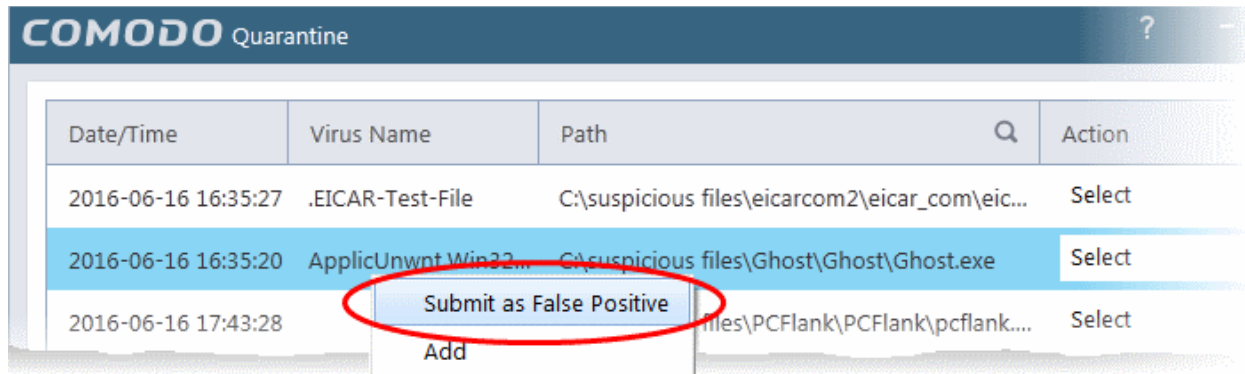 COMODO Quarantine ? –
Date/Time Virus Name Path Action
2016-06-16 16:35:27 .EICAR-Test-File C:\suspicious files\eicarcom2\eicar_com\eic... Select
2016-06-16 16:35:20 ApplicUnwnt.Win32... C:\suspicious files\Ghost\Ghost\Ghost.exe Select
Submit as False Positive
2016-06-16 17:43:28 files\PCFlank\PCFlank\pcflank.... Select
Add